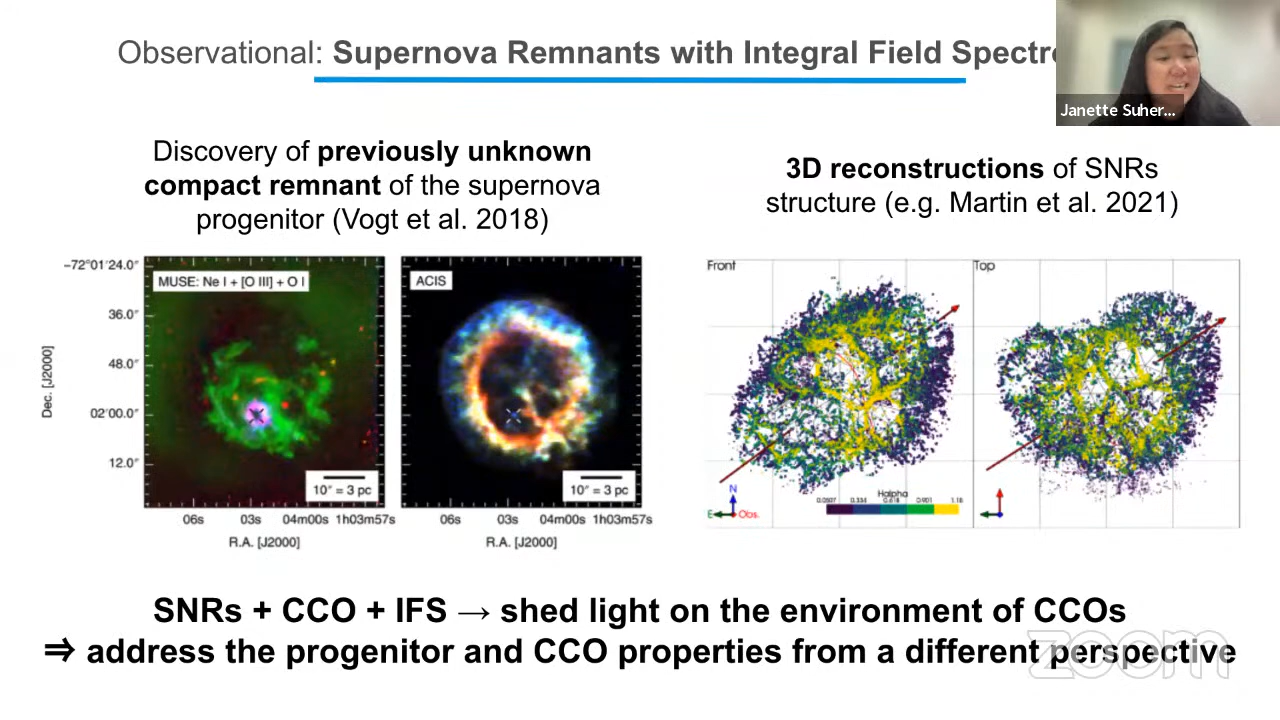 Observational: Supernova Remnants with Integral Field Spectro
Janette Suher...
Discovery of previously unknown
compact remnant of the supernova
progenitor (Vogt et al. 2018)
3D reconstructions of SNRs
structure (e.g. Martin et al. 2021)
−72°01′24.0″
36.0″
48.0″
02′00.0″
12.0″
Dec. [J2000]
MUSE: Ne I + [O III] + O I
10″ = 3 pc
06s
03s
04m00s
1h03m57s
R.A. [J2000]
ACIS
10″ = 3 pc
06s
03s
04m00s
1h03m57s
R.A. [J2000]
Front
Top
N
E
Obs.
Halpha
0.0507
0.334
0.618
0.901
1.18
SNRs + CCO + IFS → shed light on the environment of CCOs
⇒ address the progenitor and CCO properties from a different perspective
zoom